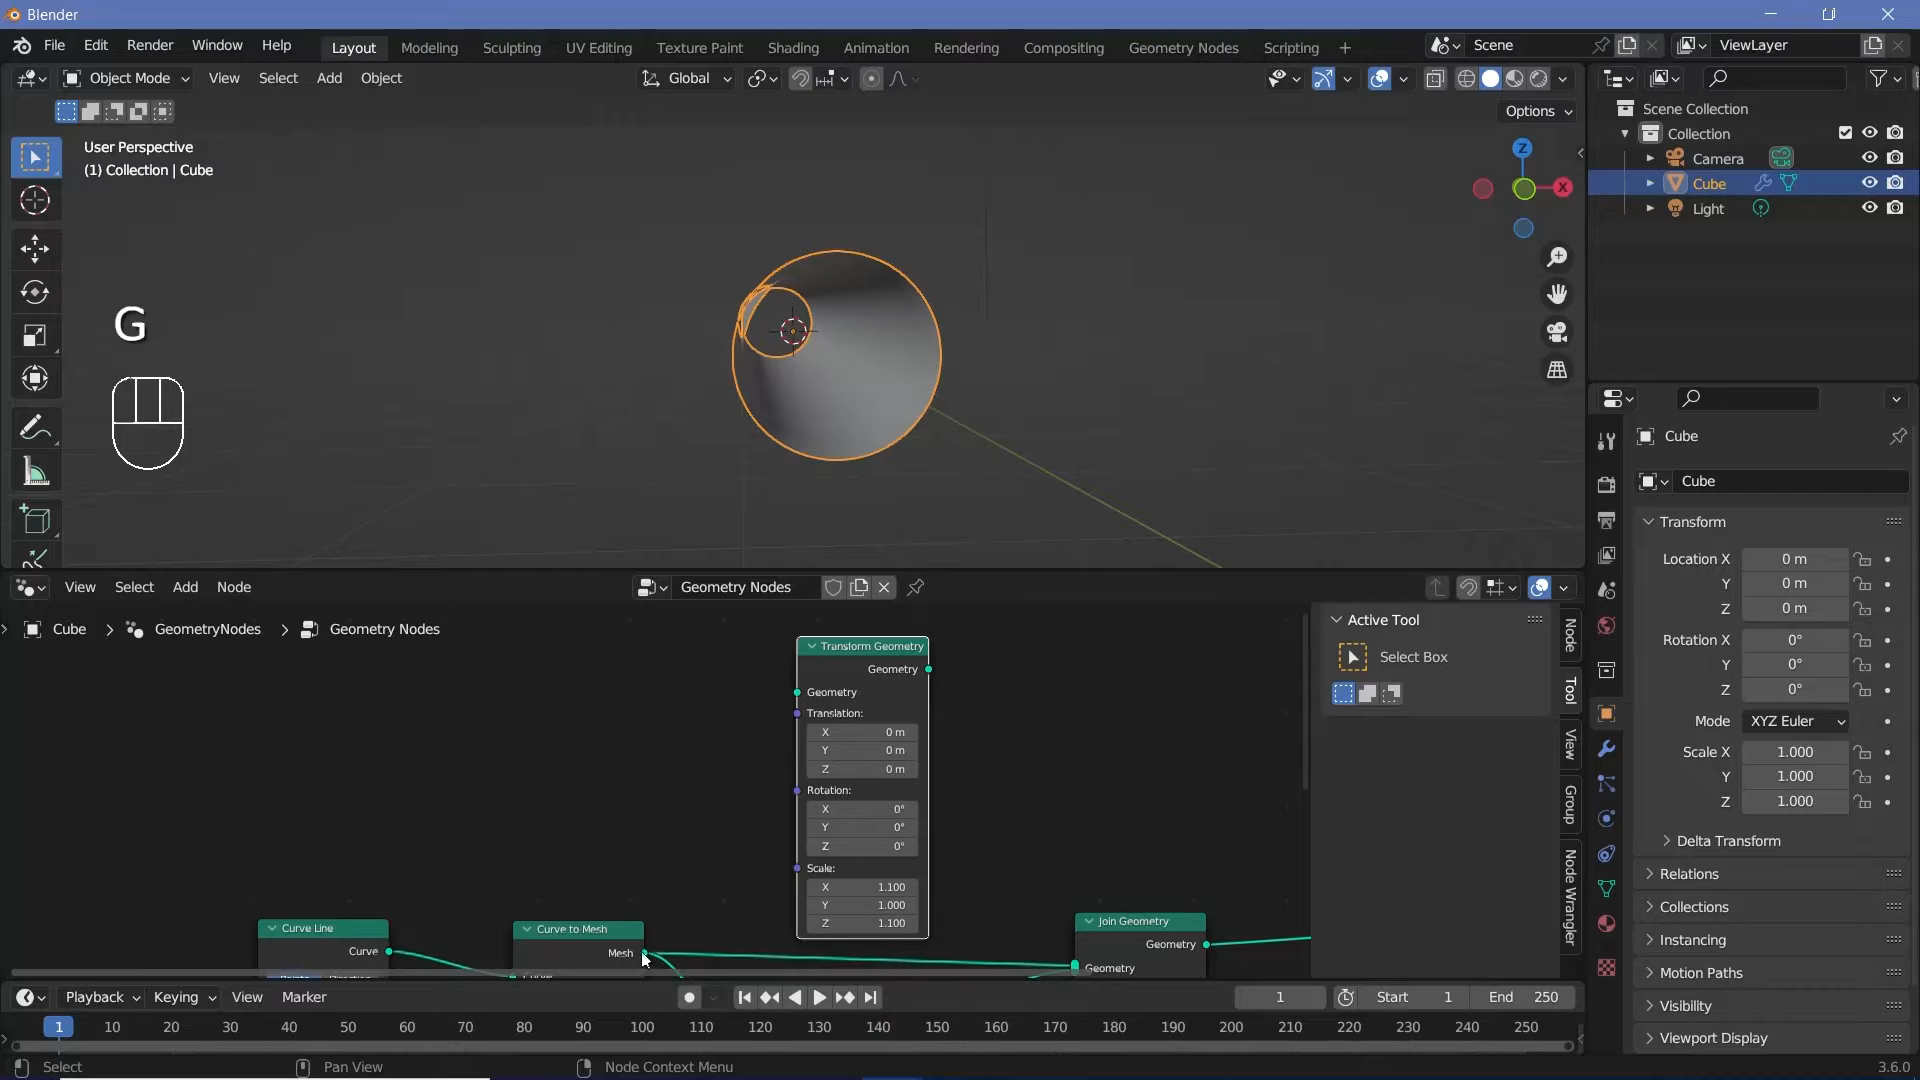 Blender
File Edit Render Window Help Layout Modeling Sculpting UV Editing Texture Paint Shading Animation Rendering Compositing Geometry Nodes Scripting + Scene ViewLayer
Object Mode View Select Add Object Global
Options
User Perspective
(1) Collection | Cube
Z
X
G
Scene Collection
Collection
Camera
Cube
Light
Cube
Cube
Transform
Location X 0 m
Y 0 m
Z 0 m
Rotation X 0°
Y 0°
Z 0°
Mode XYZ Euler
Scale X 1.000
Y 1.000
Z 1.000
Delta Transform
Relations
Collections
Instancing
Motion Paths
Visibility
Viewport Display
View Select Add Node Geometry Nodes
Cube > GeometryNodes > Geometry Nodes
Transform Geometry
Geometry
Geometry
Translation:
X 0 m
Y 0 m
Z 0 m
Rotation:
X 0°
Y 0°
Z 0°
Scale:
X 1.100
Y 1.000
Z 1.100
Curve Line
Curve
Curve to Mesh
Mesh
Join Geometry
Geometry
Geometry
Active Tool
Select Box
Node
Tool
View
Group
Node Wrangler
Playback Keying View Marker 1 Start 1 End 250
1 10 20 30 40 50 60 70 80 90 100 110 120 130 140 150 160 170 180 190 200 210 220 230 240 250
Select Pan View Node Context Menu 3.6.0